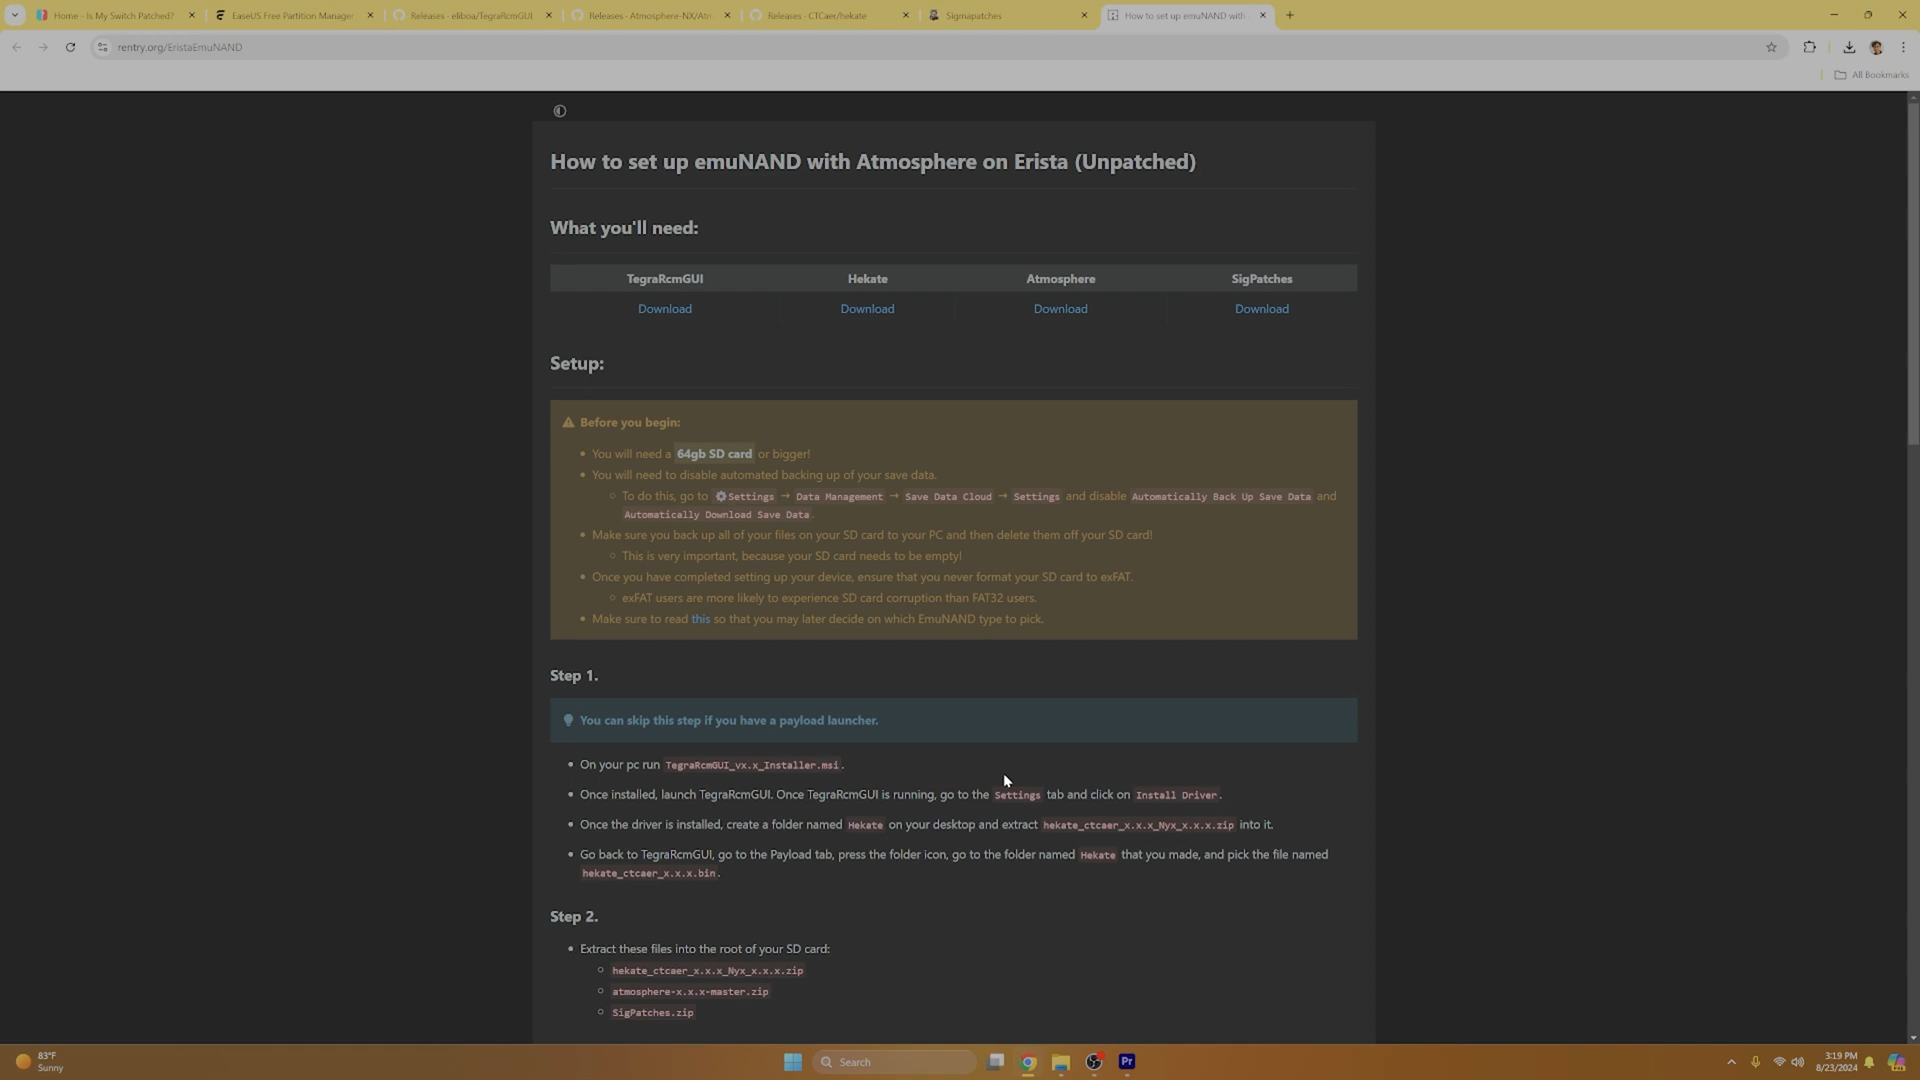 Home - Is My Switch Patched?
EaseUS Free Partition Manager
Releases - eliboa/TegraRcmGUI
Releases - Atmosphere-NX/Atm
Releases - CTCaer/hekate
Sigmapatches
How to set up emuNAND with
rentry.org/EristaEmuNAND
All Bookmarks
How to set up emuNAND with Atmosphere on Erista (Unpatched)
What you'll need:
TegraRcmGUI Hekate Atmosphere SigPatches
Download Download Download Download
Setup:
Before you begin:
You will need a 64gb SD card or bigger!
You will need to disable automated backing up of your save data.
To do this, go to Settings → Data Management → Save Data Cloud → Settings and disable Automatically Back Up Save Data and
Automatically Download Save Data.
Make sure you back up all of your files on your SD card to your PC and then delete them off your SD card!
This is very important, because your SD card needs to be empty!
Once you have completed setting up your device, ensure that you never format your SD card to exFAT.
exFAT users are more likely to experience SD card corruption than FAT32 users.
Make sure to read this so that you may later decide on which EmuNAND type to pick.
Step 1.
You can skip this step if you have a payload launcher.
On your pc run TegraRcmGUI_vx.x_Installer.msi.
Once installed, launch TegraRcmGUI. Once TegraRcmGUI is running, go to the Settings tab and click on Install Driver.
Once the driver is installed, create a folder named Hekate on your desktop and extract hekate_ctcaer_x.x.x_Nyx_x.x.x.zip into it.
Go back to TegraRcmGUI, go to the Payload tab, press the folder icon, go to the folder named Hekate that you made, and pick the file named
hekate_ctcaer_x.x.x.bin.
Step 2.
Extract these files into the root of your SD card:
hekate_ctcaer_x.x.x_Nyx_x.x.x.zip
atmosphere-x.x.x-master.zip
SigPatches.zip
83°F
Sunny
Search
Pr
3:19 PM
8/23/2024